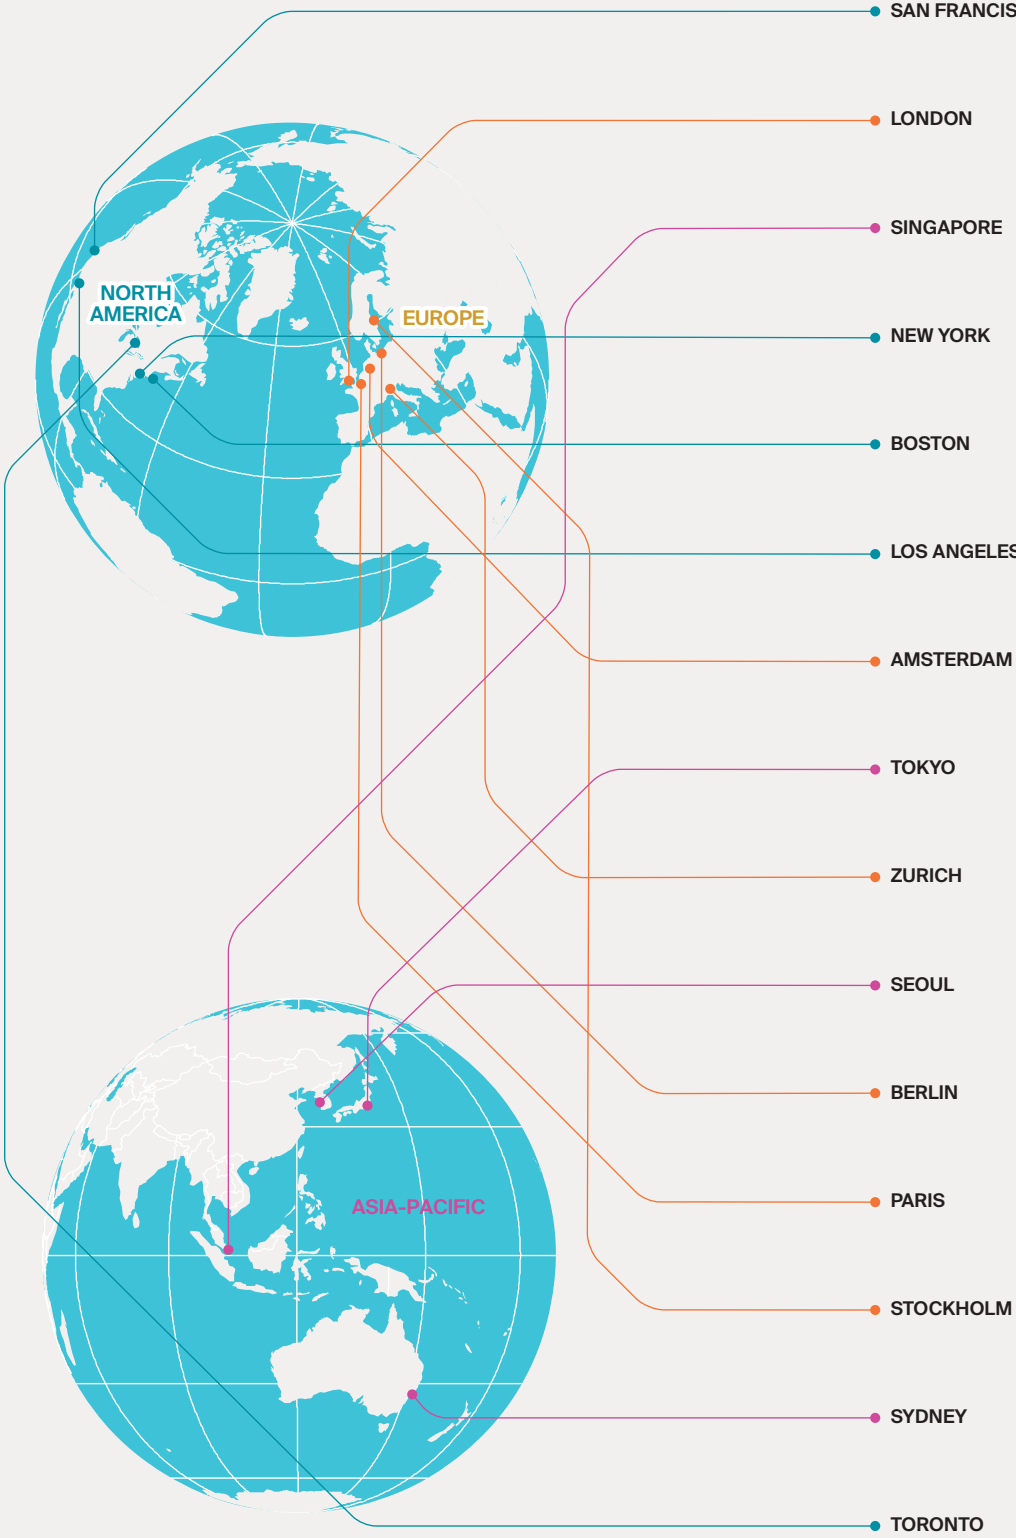 SAN FRANCIS
LONDON
SINGAPORE
NORTH
AMERICA
EUROPE
NEW YORK
BOSTON
LOS ANGELES
AMSTERDAM
TOKYO
ZURICH
SEOUL
BERLIN
PARIS
ASIA-PACIFIC
STOCKHOLM
SYDNEY
TORONTO